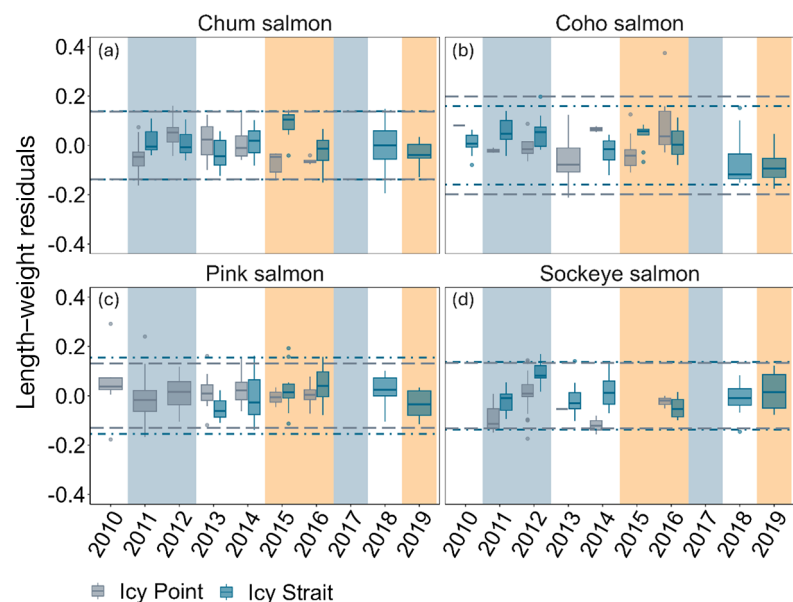 Chum salmon
Coho salmon
(a)
(b)
0.4
0.2
0.0
-0.2
-0.4
Pink salmon
Sockeye salmon
(c)
(d)
0.4
0.2
0.0
-0.2
-0.4
Length–weight residuals
2010 2011 2012 2013 2014 2015 2016 2017 2018 2019
2010 2011 2012 2013 2014 2015 2016 2017 2018 2019
Icy Point Icy Strait